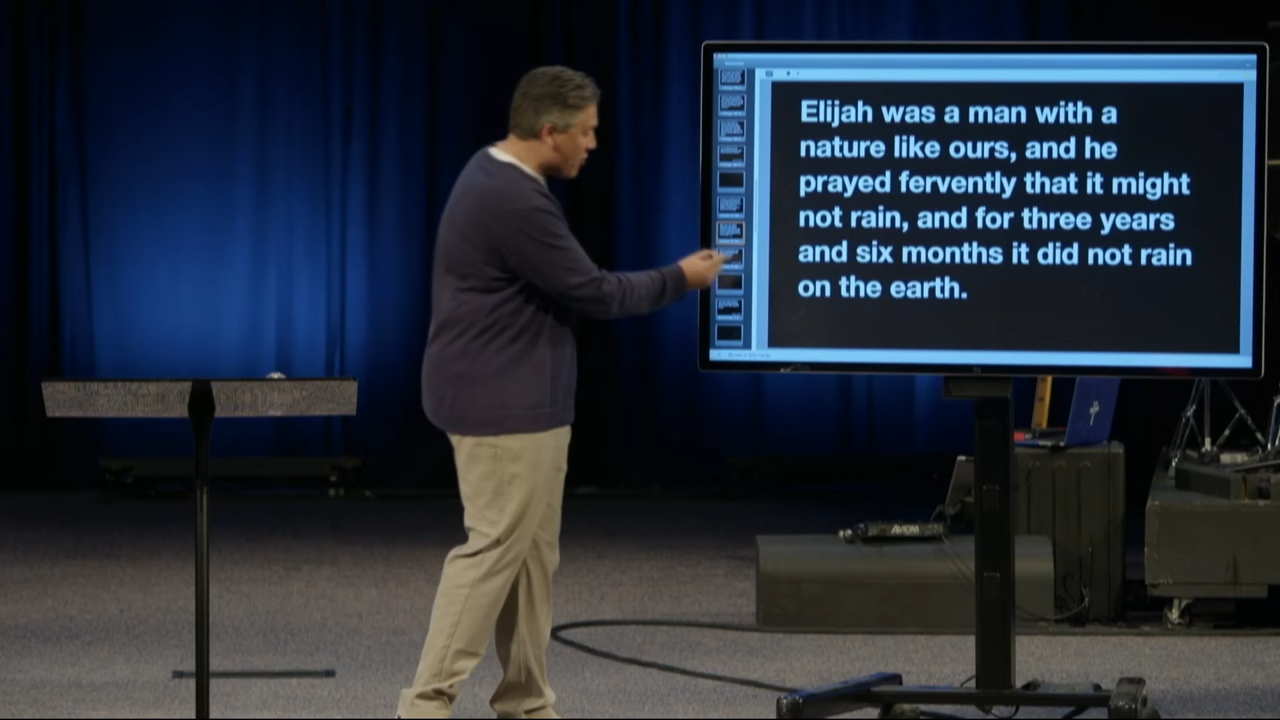 Elijah was a man with a
nature like ours, and he
prayed fervently that it might
not rain, and for three years
and six months it did not rain
on the earth.
AVIOM